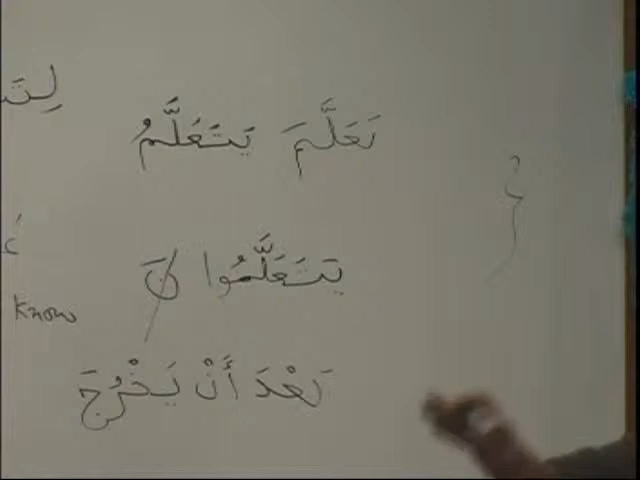 تَعَلَّمَ يَتَعَلَّمُ
يَتَعَلَّمُوا نَ
Know
بَعْدَ أَنْ يَخْرُجَ